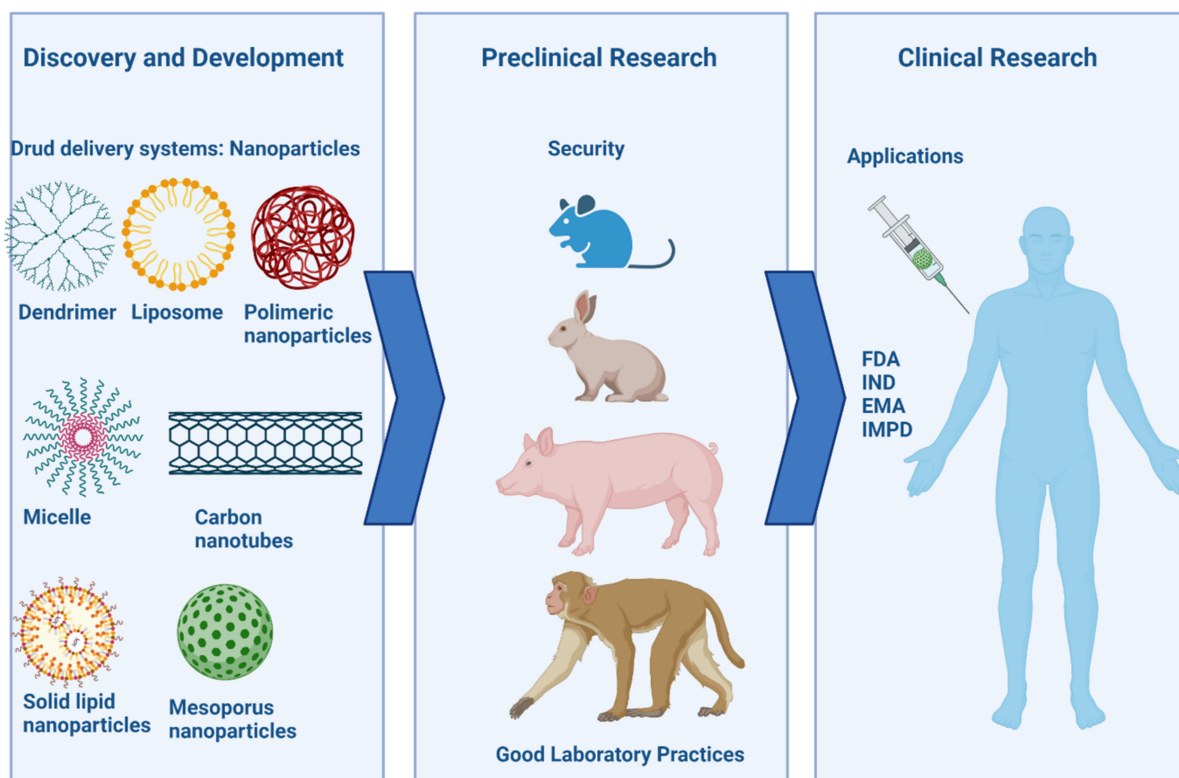 Discovery and Development
Drud delivery systems: Nanoparticles
Dendrimer
Liposome
Polimeric
nanoparticles
Micelle
Carbon
nanotubes
Solid lipid
nanoparticles
Mesoporus
nanoparticles
Preclinical Research
Security
Good Laboratory Practices
Clinical Research
Applications
FDA
IND
EMA
IMPD